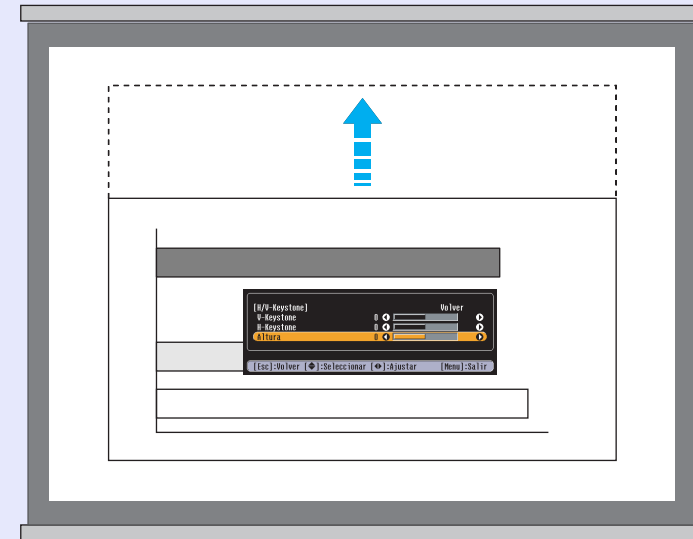 [H/V-Keystone] Volver
V-Keystone 0
H-Keystone 0
Altura 0
[Esc]:Volver [◆]:Seleccionar [◆]:Ajustar [Menu]:Salir